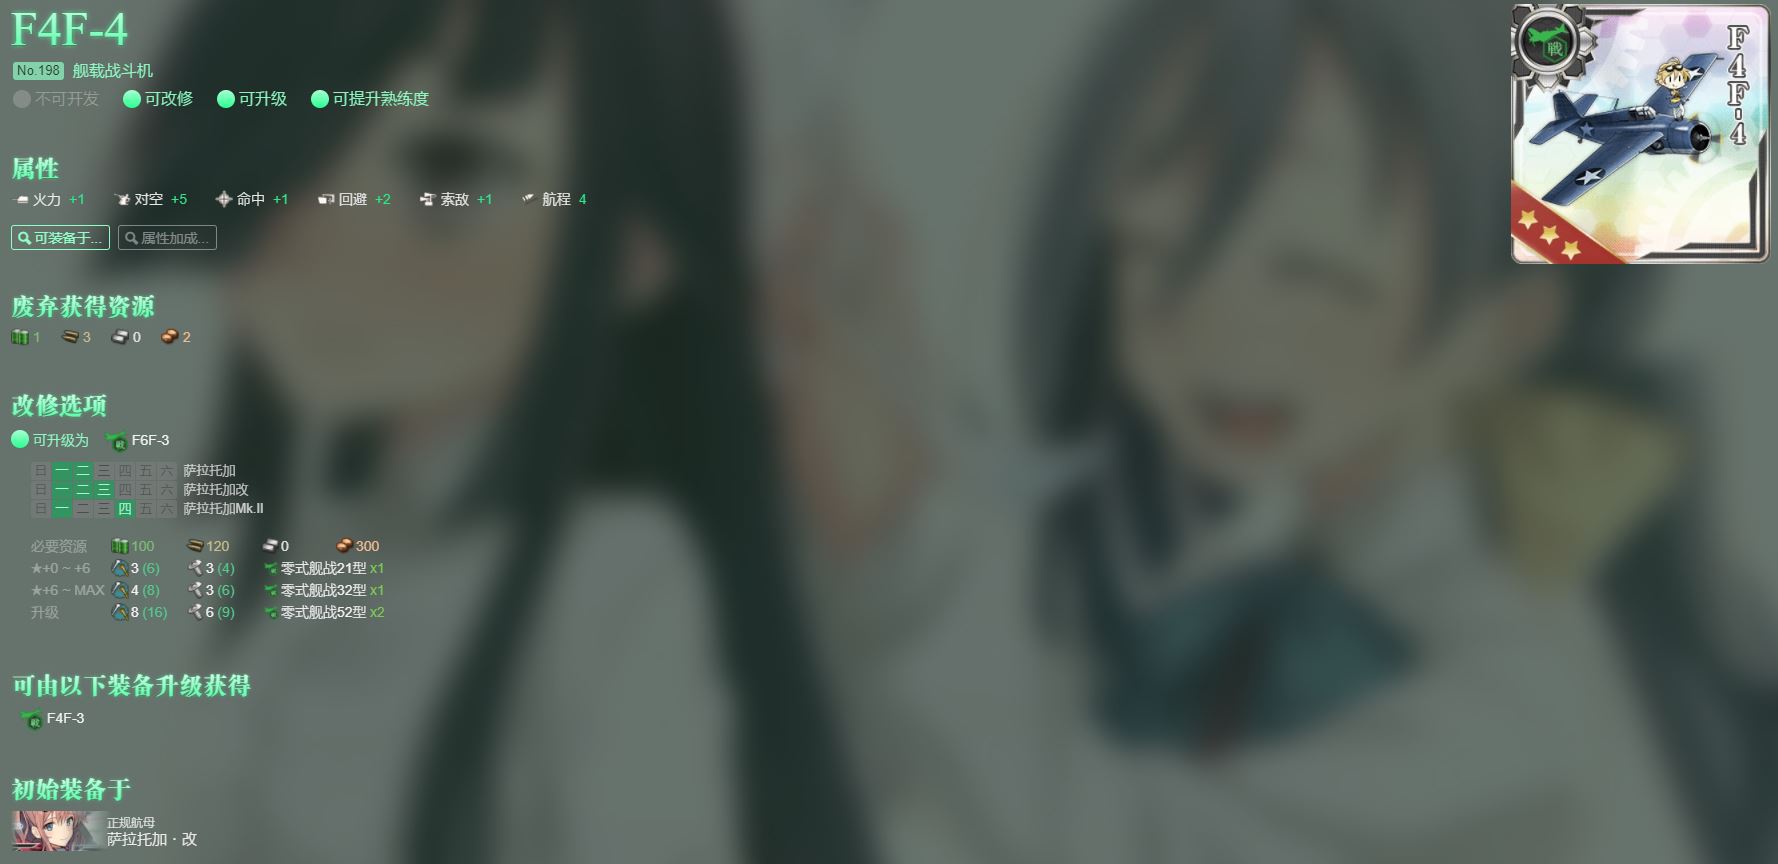 F4F-4
No.198 舰载战斗机
不可开发 可改修 可升级 可提升熟练度
戦
F4F-4
属性
火力 +1 对空 +5 命中 +1 回避 +2 索敌 +1 航程 4
可装备于... 属性加成...
废弃获得资源
1 3 0 2
改修选项
可升级为 戦 F6F-3
日 一 二 三 四 五 六 萨拉托加
日 一 二 三 四 五 六 萨拉托加改
日 一 二 三 四 五 六 萨拉托加Mk.II
必要资源 100 120 0 300
★+0 ~ +6 3 (6) 3 (4) 零式舰战21型 x1
★+6 ~ MAX 4 (8) 3 (6) 零式舰战32型 x1
升级 8 (16) 6 (9) 零式舰战52型 x2
可由以下装备升级获得
戦 F4F-3
初始装备于
正规航母
萨拉托加 · 改